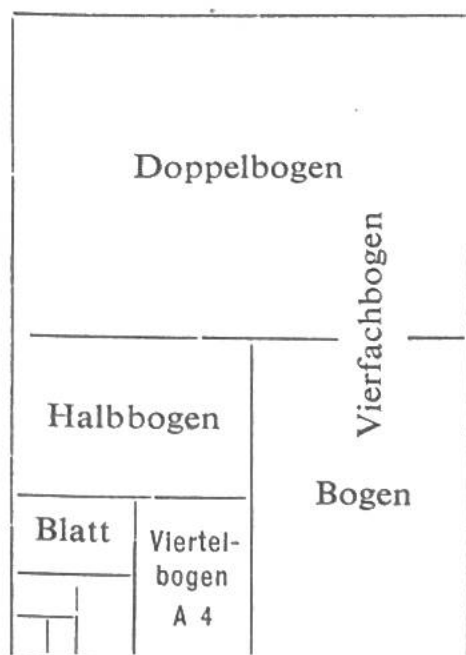 Doppelbogen
Vierfachbogen
Halbbogen
Bogen
Blatt
Viertel-
bogen
A 4